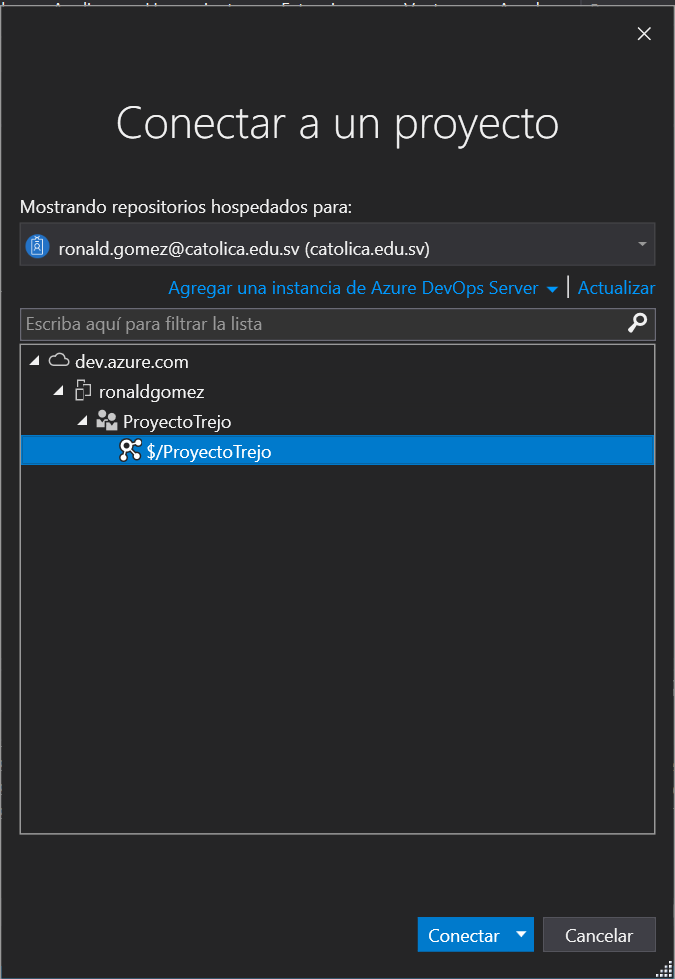 Conectar a un proyecto
Mostrando repositorios hospedados para:
ronald.gomez@catolica.edu.sv (catolica.edu.sv)
Agregar una instancia de Azure DevOps Server | Actualizar
Escriba aquí para filtrar la lista
dev.azure.com
ronaldgomez
ProyectoTrejo
$/ProyectoTrejo
Conectar
Cancelar